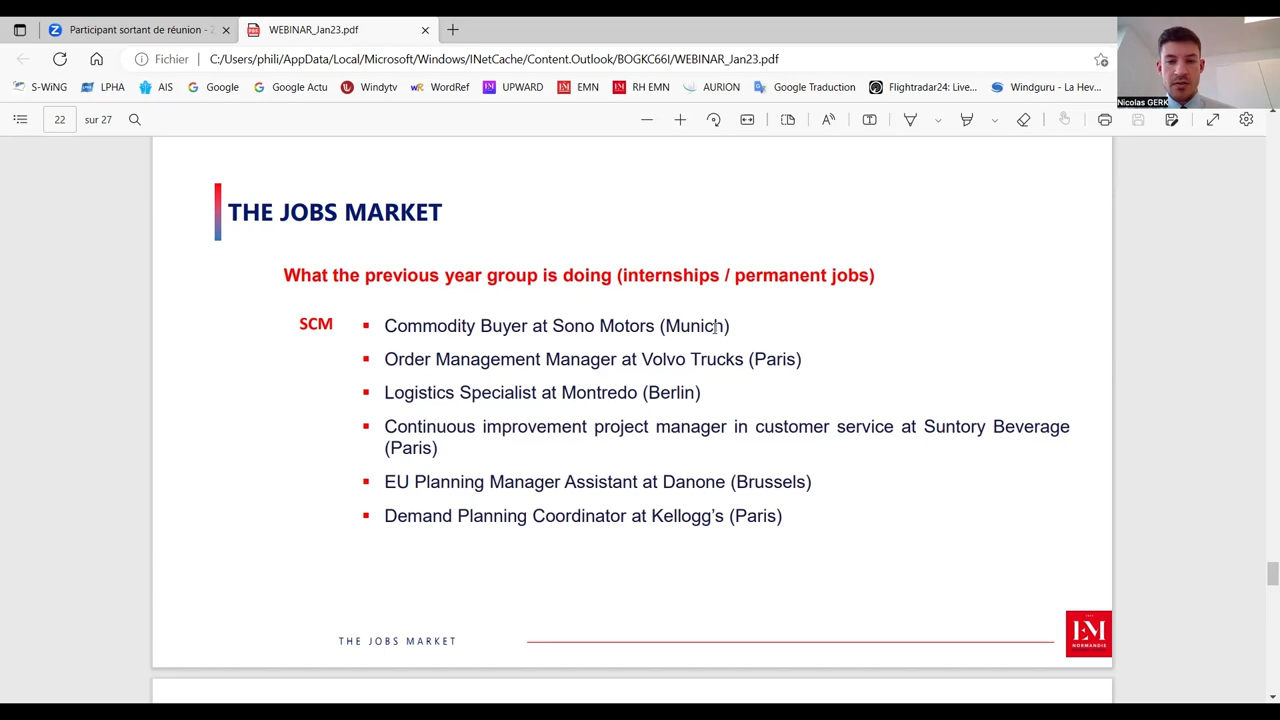 Participant sortant de réunion - 2
WEBINAR_Jan23.pdf
Fichier
C:/Users/phili/AppData/Local/Microsoft/Windows/INetCache/Content.Outlook/BOGKC66I/WEBINAR_Jan23.pdf
S-WiNG
LPHA
AIS
Google
Google Actu
Windytv
WordRef
UPWARD
EMN
RH EMN
AURION
Google Traduction
Flightradar24: Live...
Windguru - La Hev...
Nicolas GERK
22 sur 27
THE JOBS MARKET
What the previous year group is doing (internships / permanent jobs)
SCM
▪ Commodity Buyer at Sono Motors (Munich)
▪ Order Management Manager at Volvo Trucks (Paris)
▪ Logistics Specialist at Montredo (Berlin)
▪ Continuous improvement project manager in customer service at Suntory Beverage
(Paris)
▪ EU Planning Manager Assistant at Danone (Brussels)
▪ Demand Planning Coordinator at Kellogg's (Paris)
THE JOBS MARKET
EM
NORMANDIE